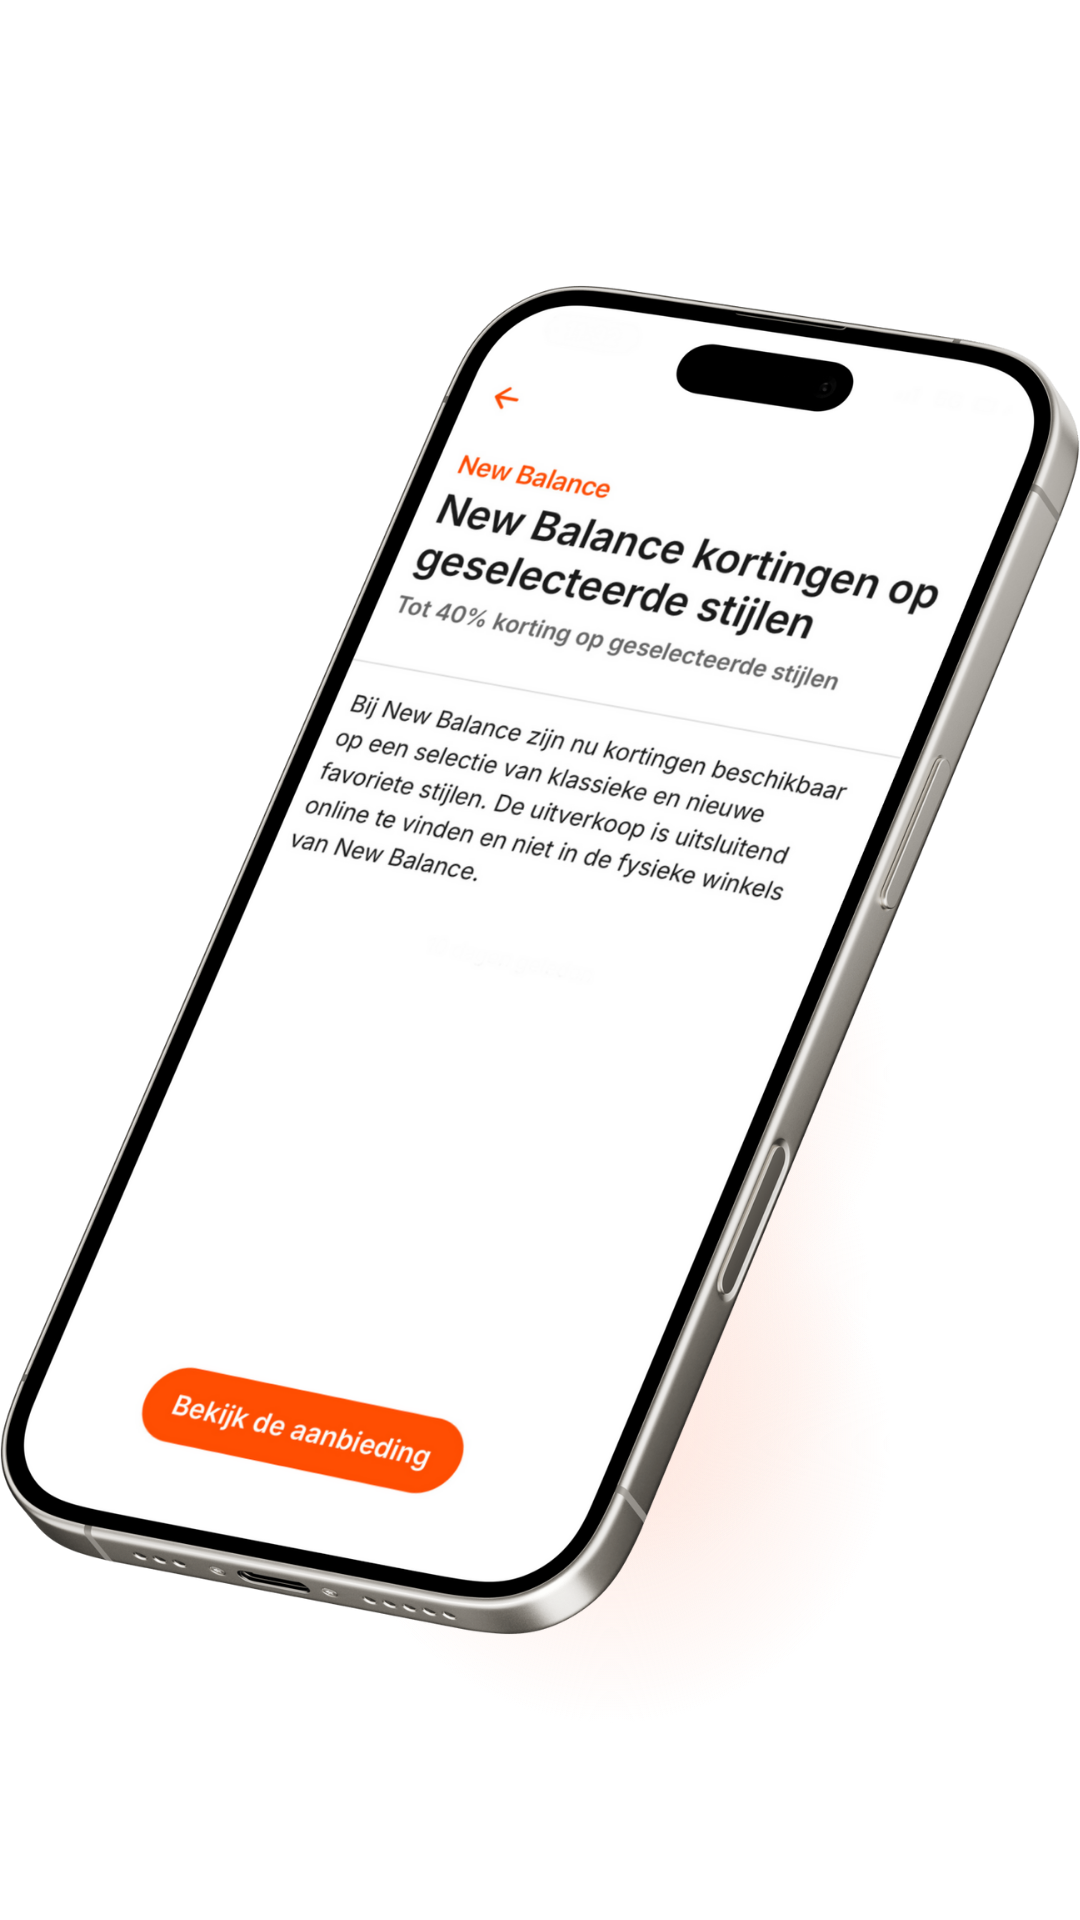 New Balance
New Balance kortingen op
geselecteerde stijlen
Tot 40% korting op geselecteerde stijlen
Bij New Balance zijn nu kortingen beschikbaar
op een selectie van klassieke en nieuwe
favoriete stijlen. De uitverkoop is uitsluitend
online te vinden en niet in de fysieke winkels
van New Balance.
Bekijk de aanbieding